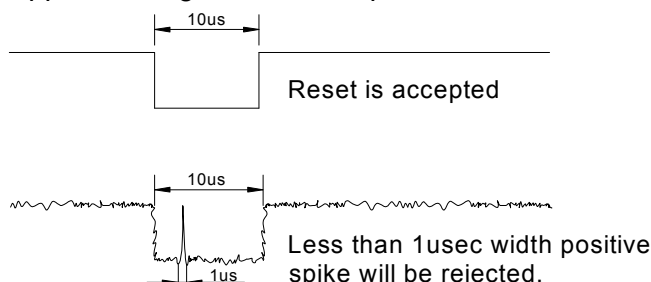 10us
Reset is accepted
10us
Less than 1usec width positive
1us
spike will be rejected.